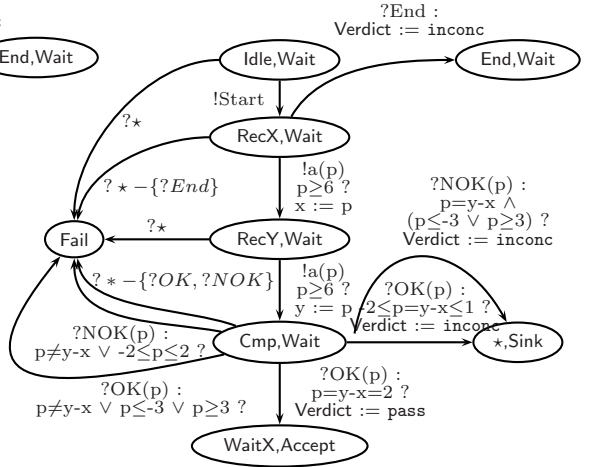 :
End,Wait
Idle,Wait
?End :
Verdict := inconc
End,Wait
!Start
?⋆
RecX,Wait
? ⋆ −{?End}
!a(p)
p≥6 ?
x := p
?NOK(p) :
p=y-x ∧
(p≤-3 ∨ p≥3) ?
Verdict := inconc
Fail
?⋆
RecY,Wait
? ∗ −{?OK, ?NOK}
!a(p)
p≥6 ?
y := p
?OK(p) :
-2≤p=y-x≤1 ?
Verdict := inconc
?NOK(p) :
p≠y-x ∨ -2≤p≤2 ?
Cmp,Wait
⋆,Sink
?OK(p) :
p≠y-x ∨ p≤-3 ∨ p≥3 ?
?OK(p) :
p=y-x=2 ?
Verdict := pass
WaitX,Accept